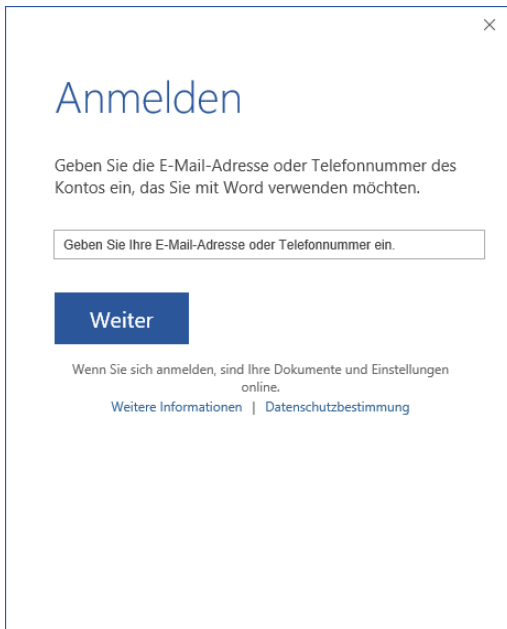 Anmelden
Geben Sie die E-Mail-Adresse oder Telefonnummer des
Kontos ein, das Sie mit Word verwenden möchten.
Geben Sie Ihre E-Mail-Adresse oder Telefonnummer ein.
Weiter
Wenn Sie sich anmelden, sind Ihre Dokumente und Einstellungen
online.
Weitere Informationen | Datenschutzbestimmung